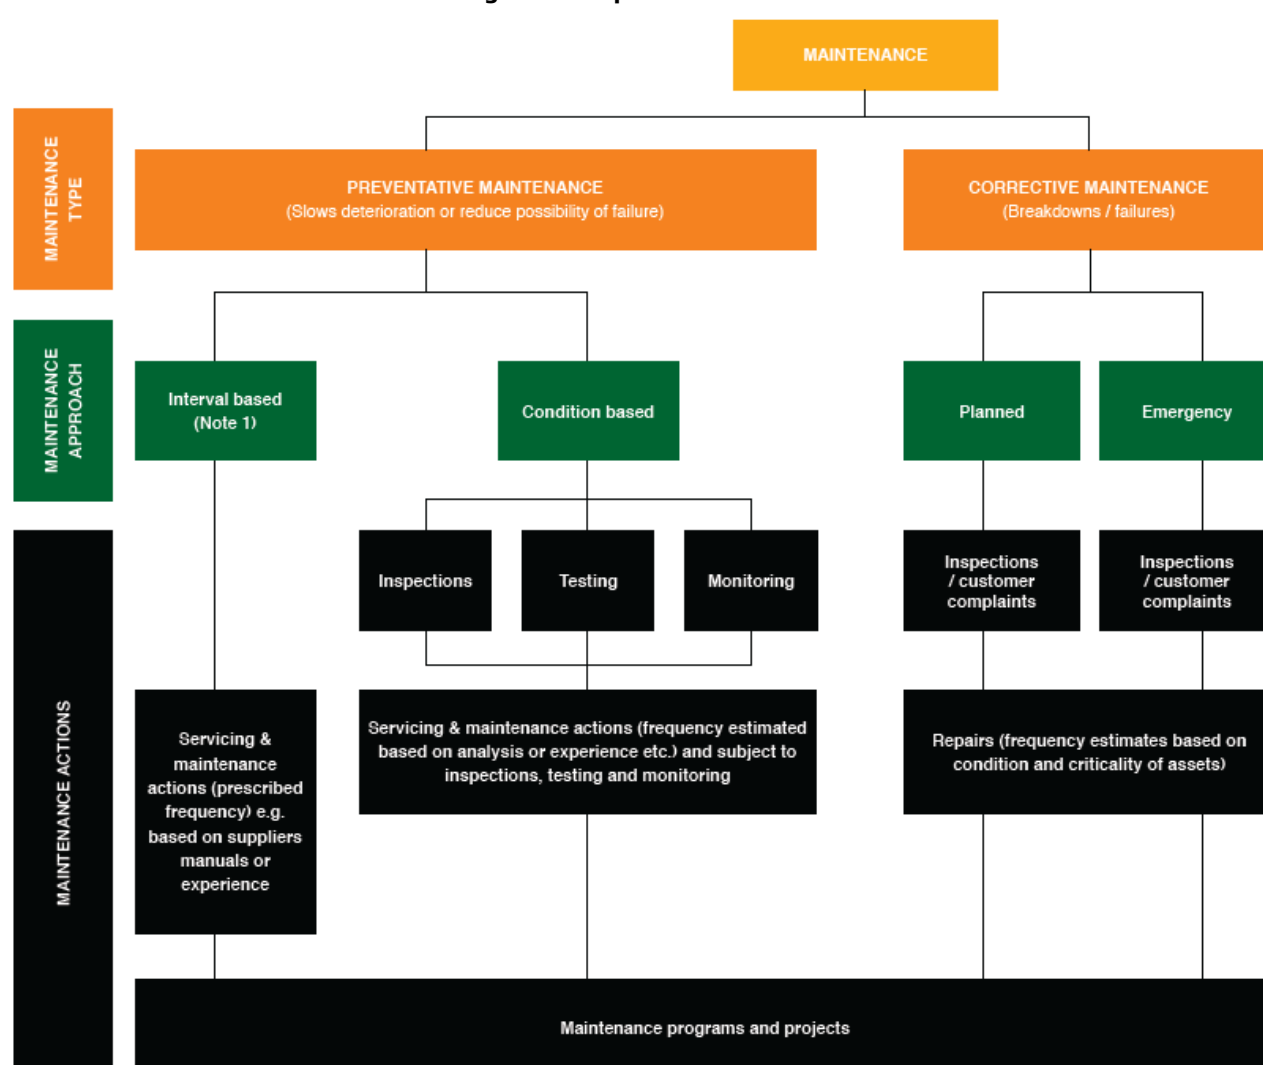 MAINTENANCE
MAINTENANCE
TYPE
PREVENTATIVE MAINTENANCE
(Slows deterioration or reduce possibility of failure)
CORRECTIVE MAINTENANCE
(Breakdowns / failures)
MAINTENANCE
APPROACH
Interval based
(Note 1)
Condition based
Planned
Emergency
MAINTENANCE ACTIONS
Inspections
Testing
Monitoring
Inspections
/ customer
complaints
Inspections
/ customer
complaints
Servicing &
maintenance
actions (prescribed
frequency) e.g.
based on suppliers
manuals or
experience
Servicing & maintenance actions (frequency estimated
based on analysis or experience etc.) and subject to
inspections, testing and monitoring
Repairs (frequency estimates based on
condition and criticality of assets)
Maintenance programs and projects